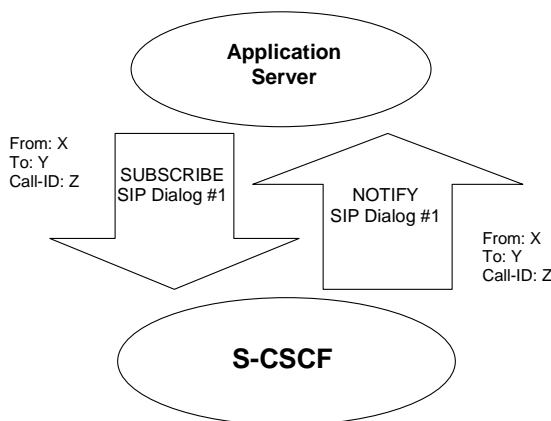 Application
Server
From: X
To: Y
Call-ID: Z
SUBSCRIBE
SIP Dialog #1
NOTIFY
SIP Dialog #1
From: X
To: Y
Call-ID: Z
S-CSCF